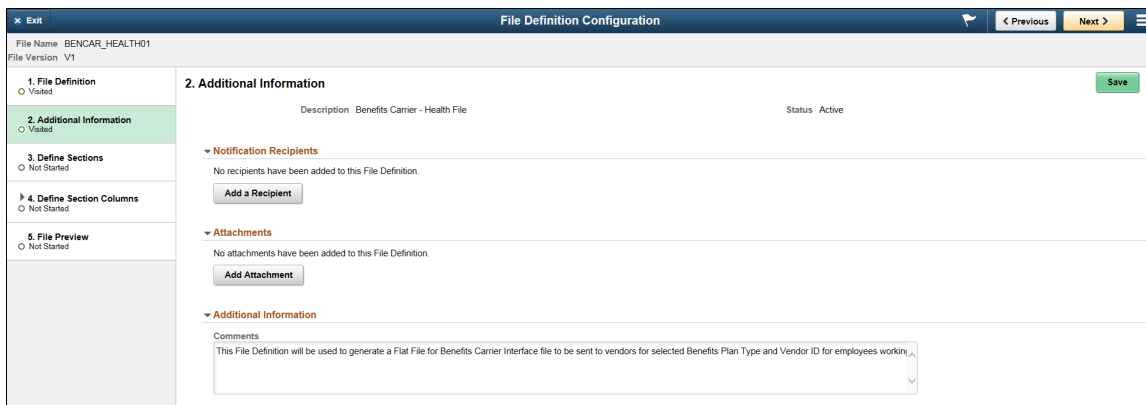 × Exit
File Definition Configuration
< Previous
Next >
File Name BENCAR_HEALTH01
File Version V1
1. File Definition
Visited
2. Additional Information
Visited
3. Define Sections
Not Started
4. Define Section Columns
Not Started
5. File Preview
Not Started
2. Additional Information
Save
Description Benefits Carrier - Health File
Status Active
Notification Recipients
No recipients have been added to this File Definition.
Add a Recipient
Attachments
No attachments have been added to this File Definition.
Add Attachment
Additional Information
Comments
This File Definition will be used to generate a Flat File for Benefits Carrier Interface file to be sent to vendors for selected Benefits Plan Type and Vendor ID for employees working